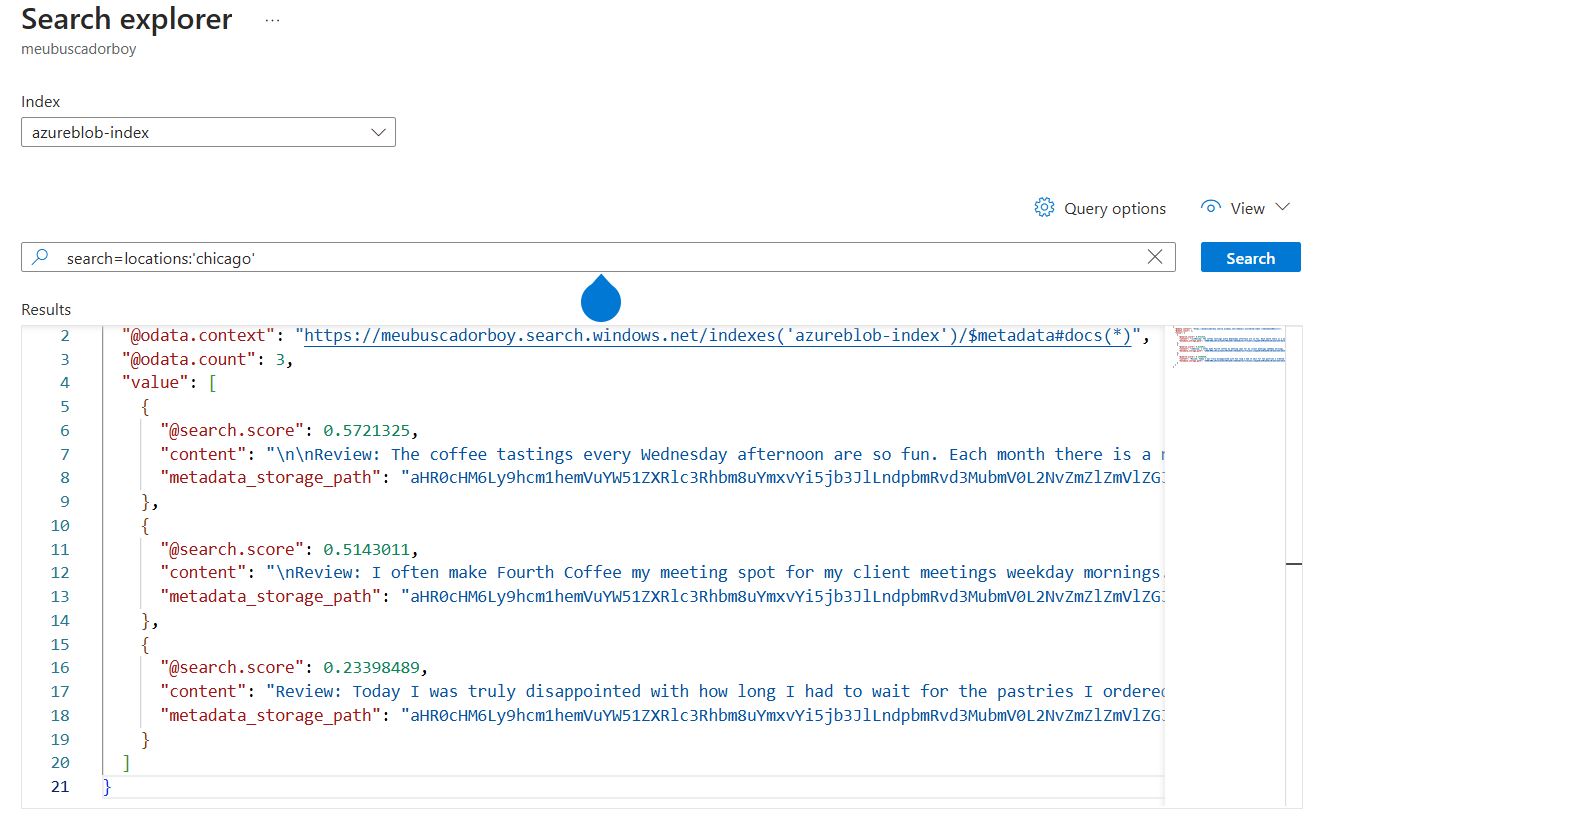 Search explorer ...
meubuscadorboy
Index
azureblob-index
Query options View
search=locations:'chicago'
Search
Results
2 "@odata.context": "https://meubuscadorboy.search.windows.net/indexes('azureblob-index')/$metadata#docs(*)",
3 "@odata.count": 3,
4 "value": [
5 {
6 "@search.score": 0.5721325,
7 "content": "\n\nReview: The coffee tastings every Wednesday afternoon are so fun. Each month there is a
8 "metadata_storage_path": "aHR0cHM6Ly9hcm1hemVuYW51ZXRlc3Rhbm8uYmxvYi5jb3JlLndpbmRvd3MubmV0L2NvZmZlZmVlZG
9 },
10 {
11 "@search.score": 0.5143011,
12 "content": "\nReview: I often make Fourth Coffee my meeting spot for my client meetings weekday mornings.
13 "metadata_storage_path": "aHR0cHM6Ly9hcm1hemVuYW51ZXRlc3Rhbm8uYmxvYi5jb3JlLndpbmRvd3MubmV0L2NvZmZlZmVlZG
14 },
15 {
16 "@search.score": 0.23398489,
17 "content": "Review: Today I was truly disappointed with how long I had to wait for the pastries I ordered
18 "metadata_storage_path": "aHR0cHM6Ly9hcm1hemVuYW51ZXRlc3Rhbm8uYmxvYi5jb3JlLndpbmRvd3MubmV0L2NvZmZlZmVlZG
19 }
20 ]
21 }